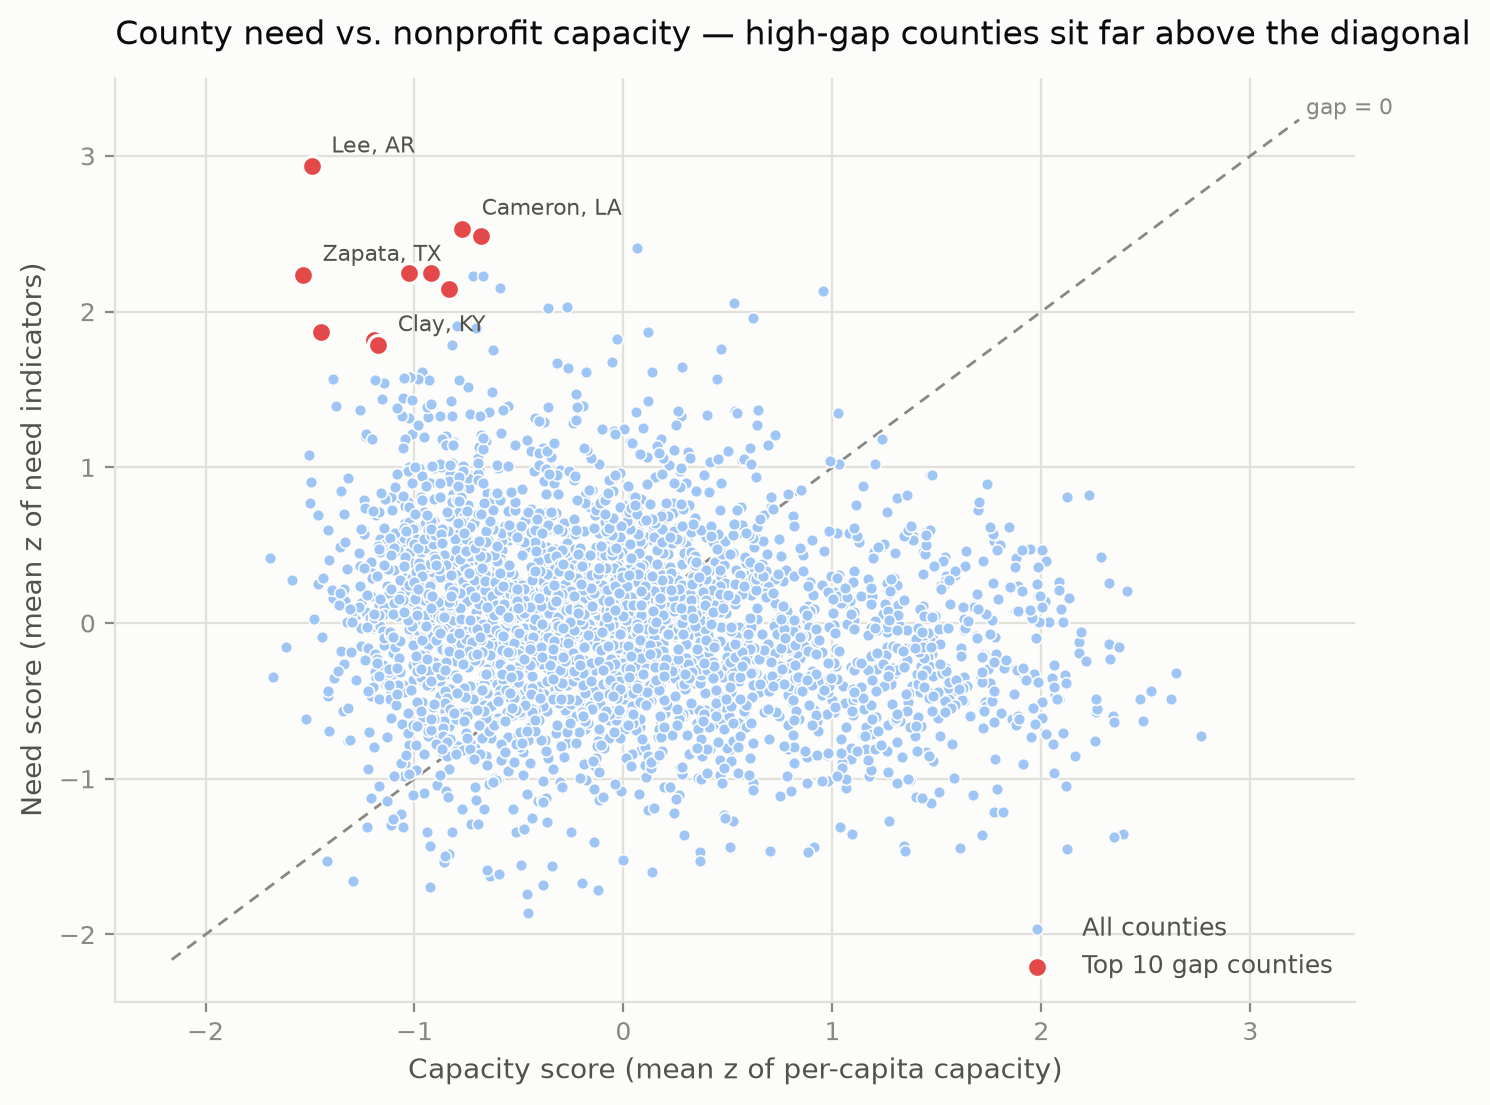 County need vs. nonprofit capacity — high-gap counties sit far above the diagonal
gap = 0
Lee, AR
Cameron, LA
Zapata, TX
Clay, KY
3
2
1
0
−1
−2
Need score (mean z of need indicators)
All counties
Top 10 gap counties
−2
−1
0
1
2
3
Capacity score (mean z of per-capita capacity)